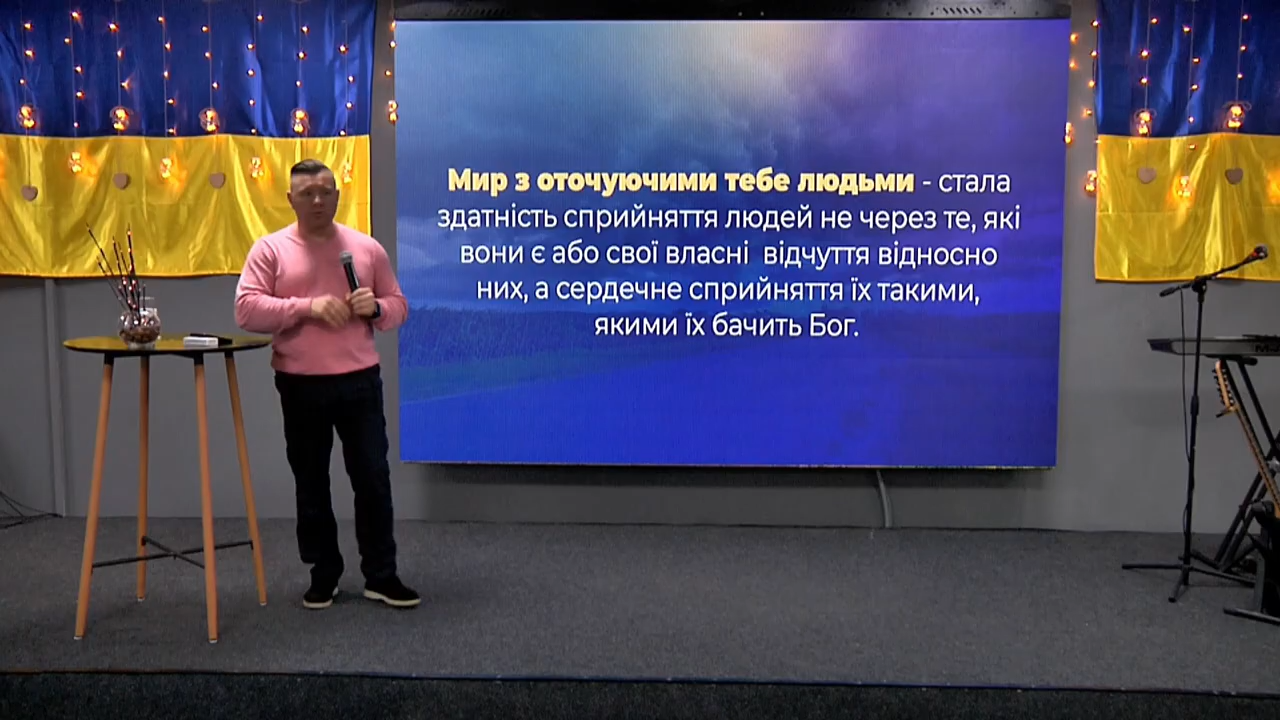 Мир з оточуючими тебе людьми - стала
здатність сприйняття людей не через те, які
вони є або свої власні відчуття відносно
них, а сердечне сприйняття їх такими,
якими їх бачить Бог.